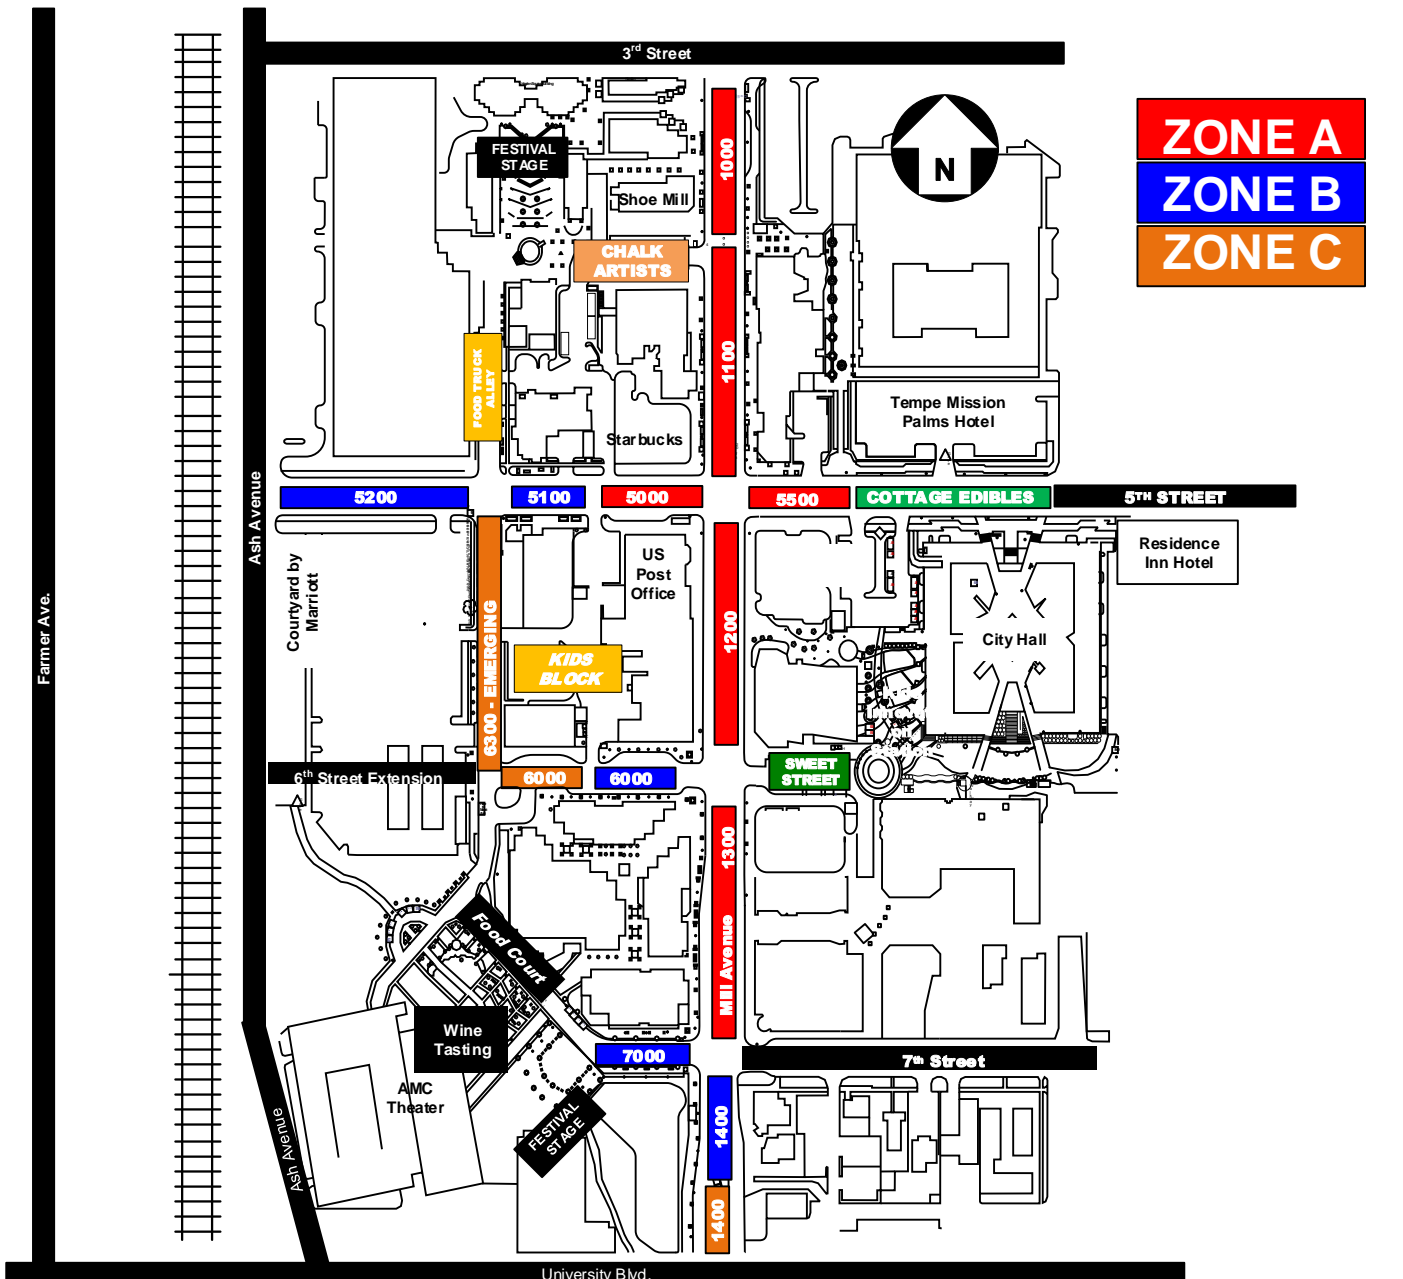 3rd Street
ZONE A
ZONE B
ZONE C
N
FESTIVAL
STAGE
1000
Shoe Mill
CHALK
ARTISTS
FOOD TRUCK
ALLEY
1100
Tempe Mission
Palms Hotel
Starbucks
Ash Avenue
5200
5100
5000
5500
COTTAGE EDIBLES
5TH STREET
Courtyard by
Marriott
US
Post
Office
Residence
Inn Hotel
Farmer Ave.
6300 - EMERGING
KIDS
BLOCK
1200
City Hall
6th Street Extension
6000
6000
SWEET
STREET
1300
Mill Avenue
Food Court
Wine
Tasting
7000
7th Street
AMC
Theater
FESTIVAL
STAGE
Ash Avenue
1400
1400
University Blvd.